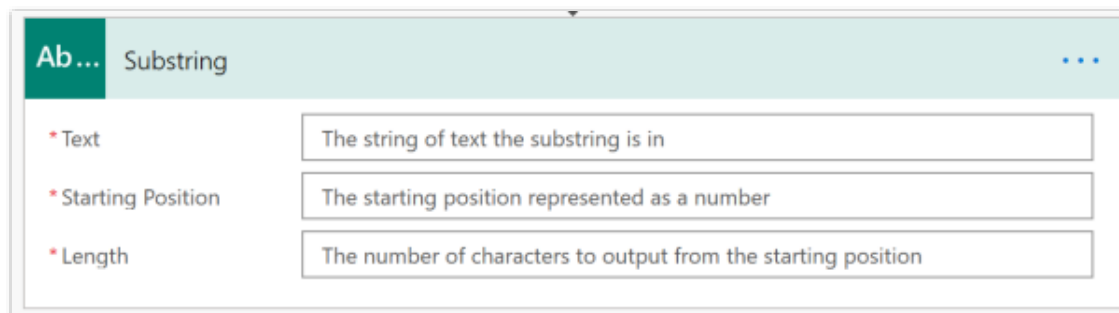 Ab... Substring
* Text The string of text the substring is in
* Starting Position The starting position represented as a number
* Length The number of characters to output from the starting position